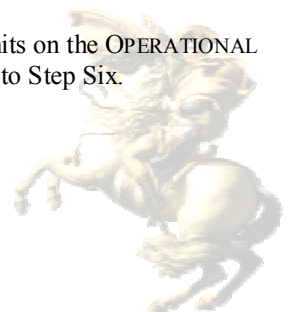 its on the OPERATIONAL
to Step Six.